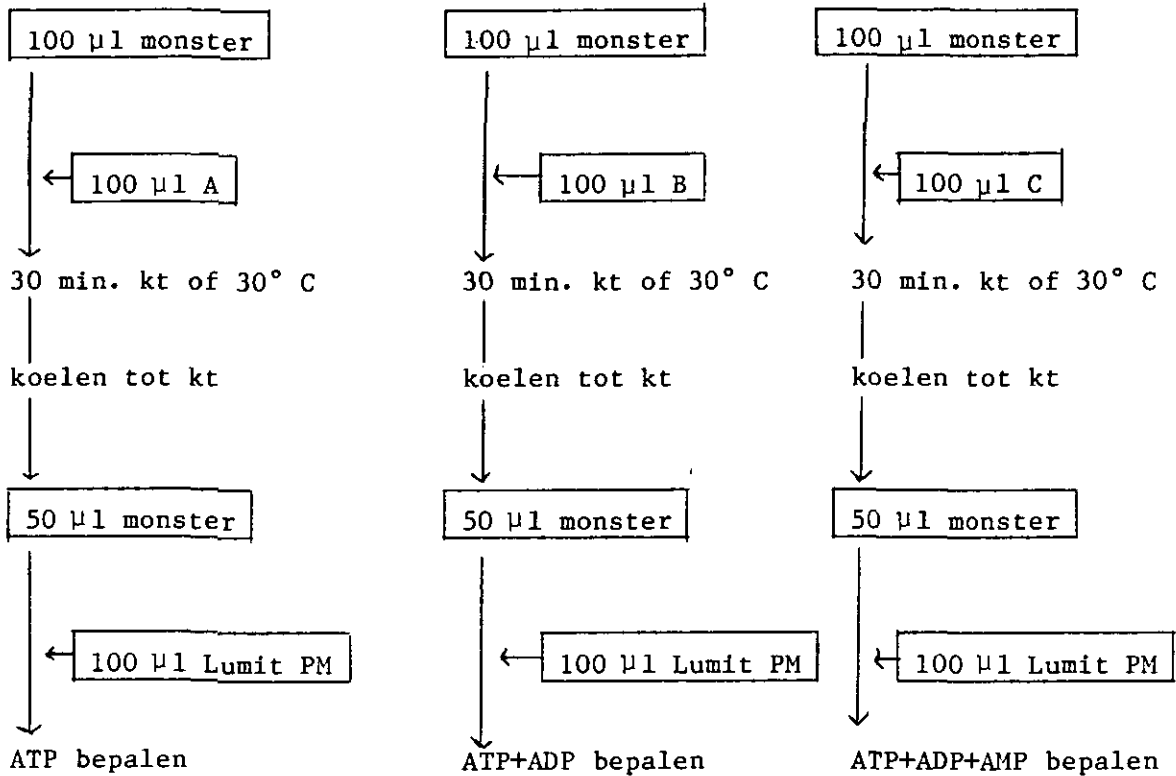 100 µl monster 100 µl monster 100 µl monster
100 µl A 100 µl B 100 µl C
30 min. kt of 30° C 30 min. kt of 30° C 30 min. kt of 30° C
koelen tot kt koelen tot kt koelen tot kt
50 µl monster 50 µl monster 50 µl monster
100 µl Lumit PM 100 µl Lumit PM 100 µl Lumit PM
ATP bepalen ATP+ADP bepalen ATP+ADP+AMP bepalen